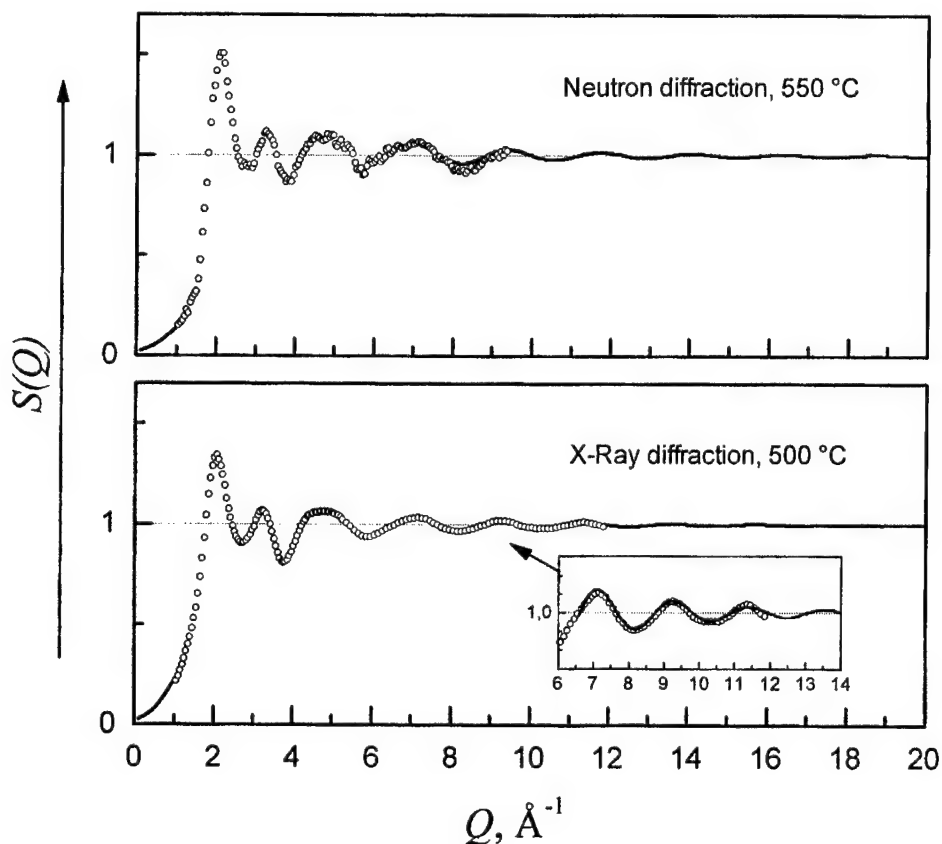 Neutron diffraction, 550 °C
1
0
S(Q)
X-Ray diffraction, 500 °C
1
1,0
6 7 8 9 10 11 12 13 14
0
0 2 4 6 8 10 12 14 16 18 20
Q, Å⁻¹